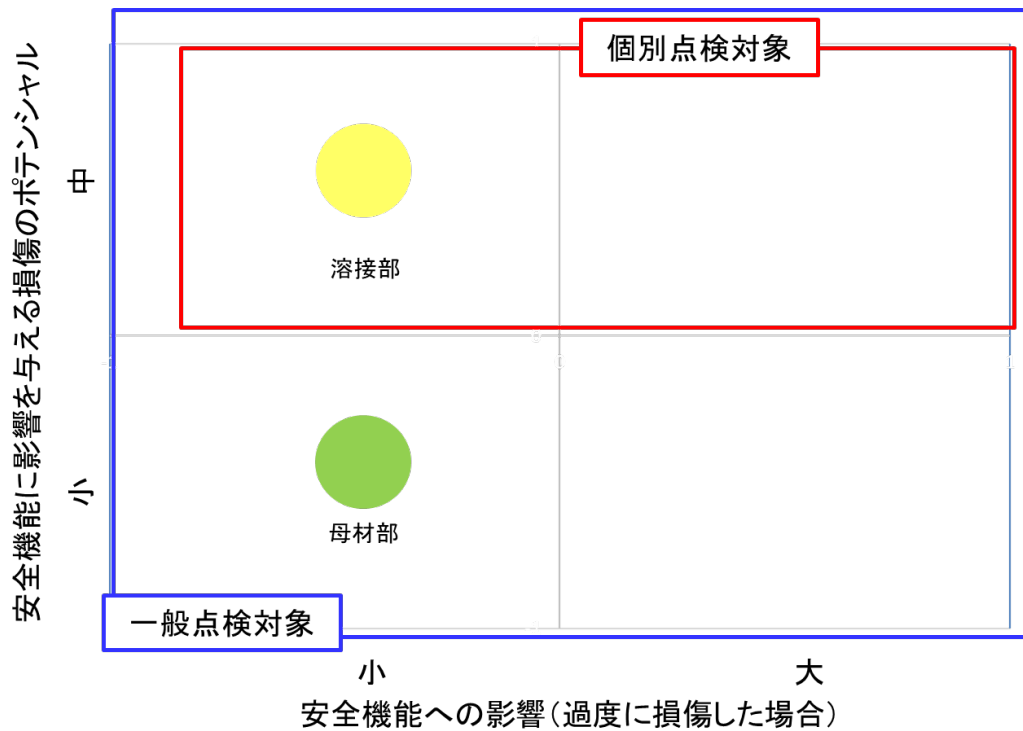 個別点検対象
安全機能に影響を与える損傷のポテンシャル
中
溶接部
小
母材部
一般点検対象
小
大
安全機能への影響(過度に損傷した場合)